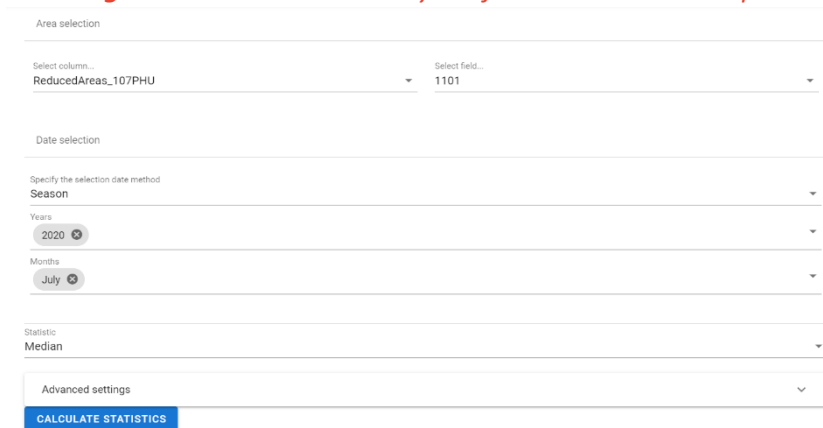 Area selection
Select column... Select field...
ReducedAreas_107PHU 1101
Date selection
Specify the selection date method
Season
Years
2020
Months
July
Statistic
Median
Advanced settings
CALCULATE STATISTICS